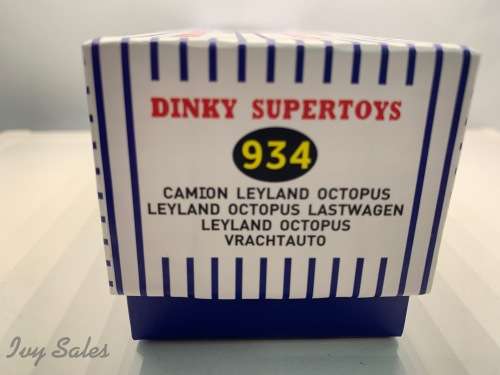 DINKY SUPERTOYS
934
CAMION LEYLAND OCTOPUS
LEYLAND OCTOPUS LASTWAGEN
LEYLAND OCTOPUS
VRACHTAUTO
Ivy Sales